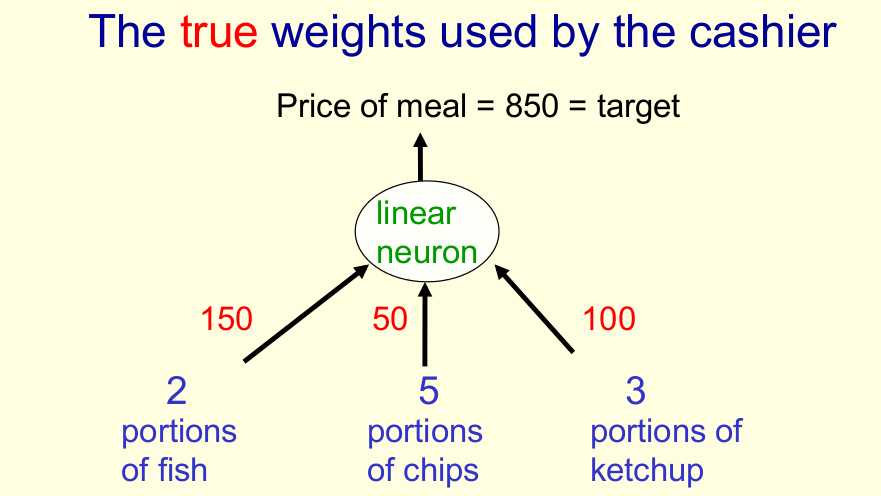 The true weights used by the cashier
Price of meal = 850 = target
linear
neuron
150
50
100
2
portions
of fish
5
portions
of chips
3
portions of
ketchup